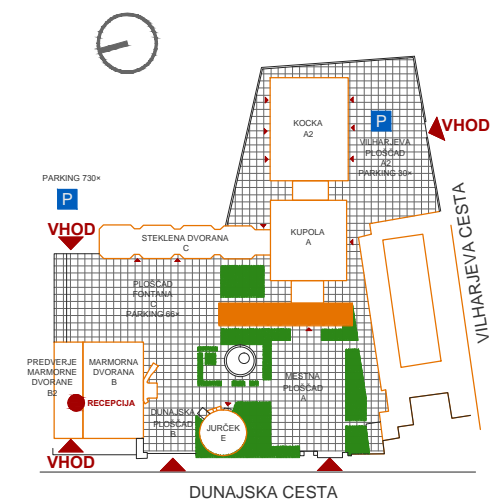 KOCKA
A2
P
VHOD
VILHARJEVA
PLOŠČAD
A2
PARKING 30×
PARKING 730×
P
VHOD
STEKLENA DVORANA
C
KUPOLA
A
VILHARJEVA CESTA
PLOŠČAD
FONTANA
C
PARKING 66×
PREDVERJE
MARMORNE
DVORANE
B2
MARMORNA
DVORANA
B
MESTNA
PLOŠČAD
A
RECEPCIJA
DUNAJSKA
PLOŠČAD
B
JURČEK
E
VHOD
DUNAJSKA CESTA